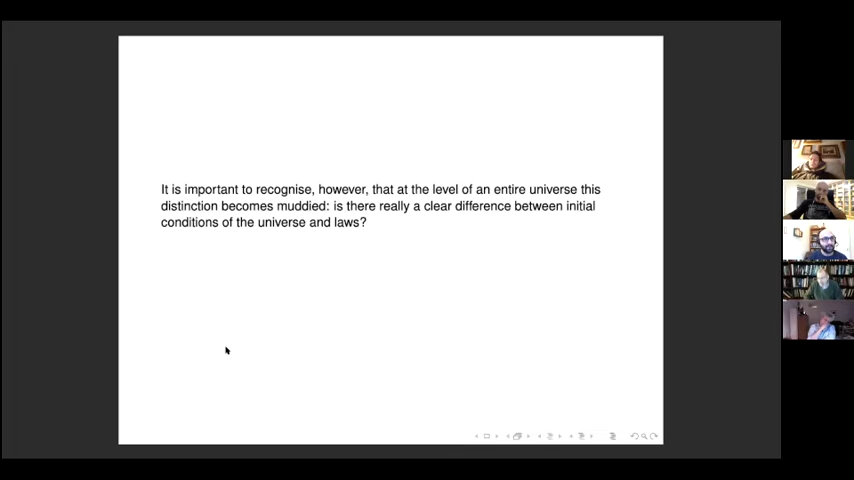 It is important to recognise, however, that at the level of an entire universe this
distinction becomes muddied: is there really a clear difference between initial
conditions of the universe and laws?